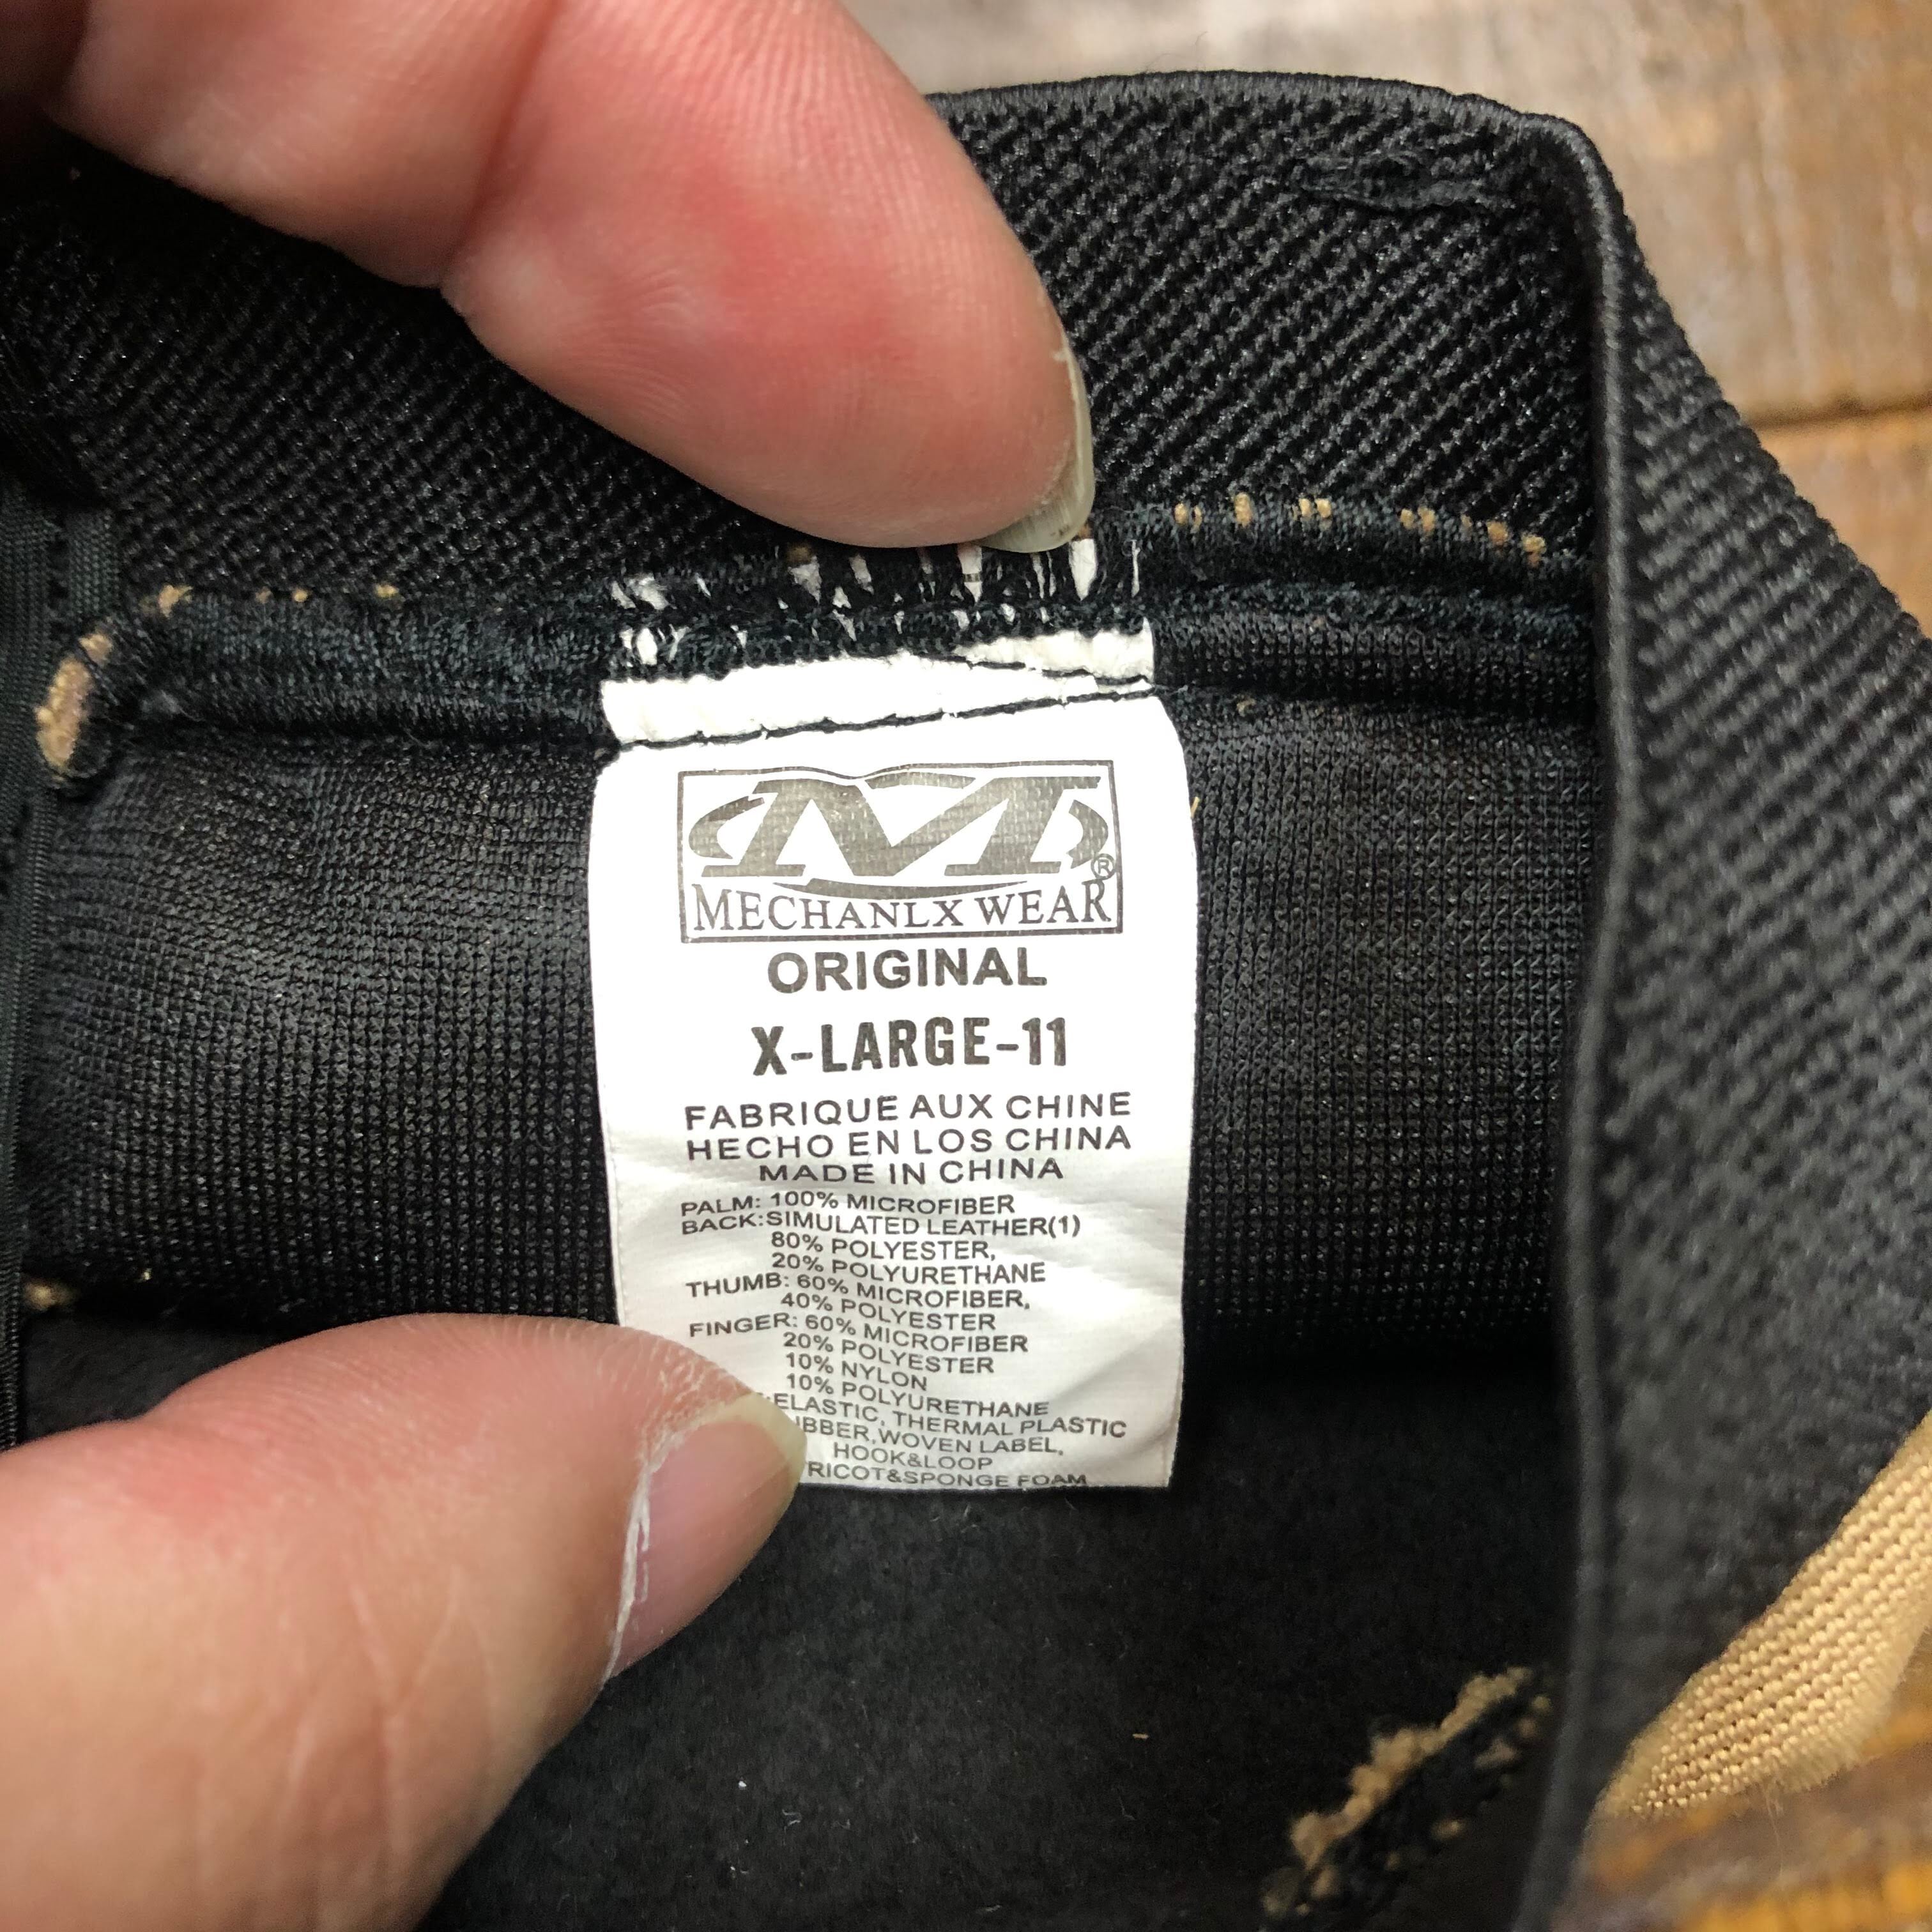 M®
MECHANLX WEAR
ORIGINAL
X-LARGE-11
FABRIQUE AUX CHINE
HECHO EN LOS CHINA
MADE IN CHINA
PALM: 100% MICROFIBER
BACK:SIMULATED LEATHER(1)
80% POLYESTER,
20% POLYURETHANE
THUMB: 60% MICROFIBER,
40% POLYESTER
FINGER: 60% MICROFIBER
20% POLYESTER
10% NYLON
10% POLYURETHANE
:ELASTIC, THERMAL PLASTIC
WOVEN LABEL,
HOOK&LOOP
&SPONGE FOAM